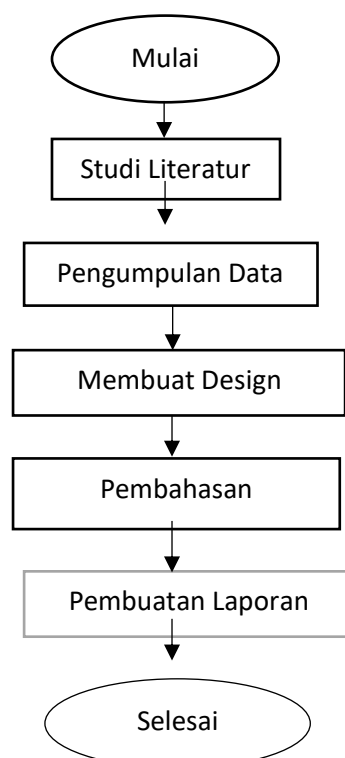 Mulai
Studi Literatur
Pengumpulan Data
Membuat Design
Pembahasan
Pembuatan Laporan
Selesai